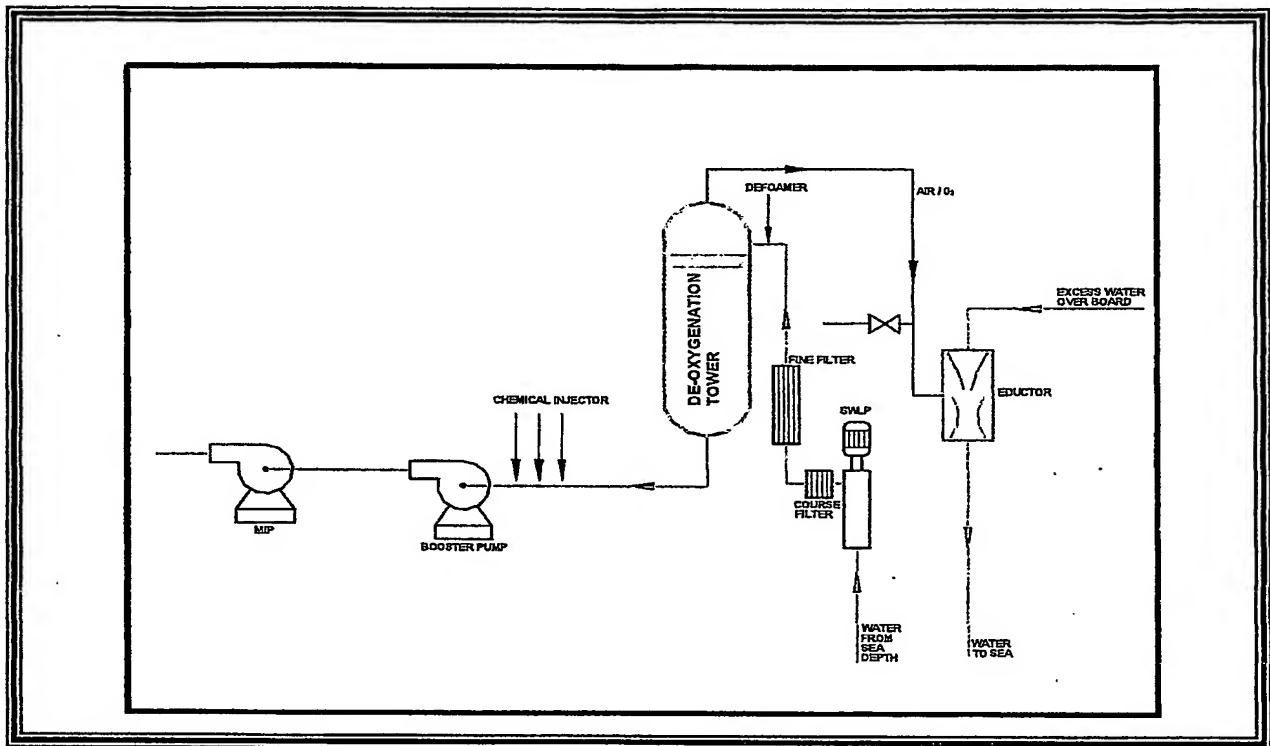 DEFOAMER
AIR / O₂
DE-OXYGENATION
TOWER
EXCESS WATER
OVER BOARD
FINE FILTER
EDUCTOR
CHEMICAL INJECTOR
SWLP
COURSE
FILTER
MIP
BOOSTER PUMP
WATER
FROM
SEA
DEPTH
WATER
TO SEA